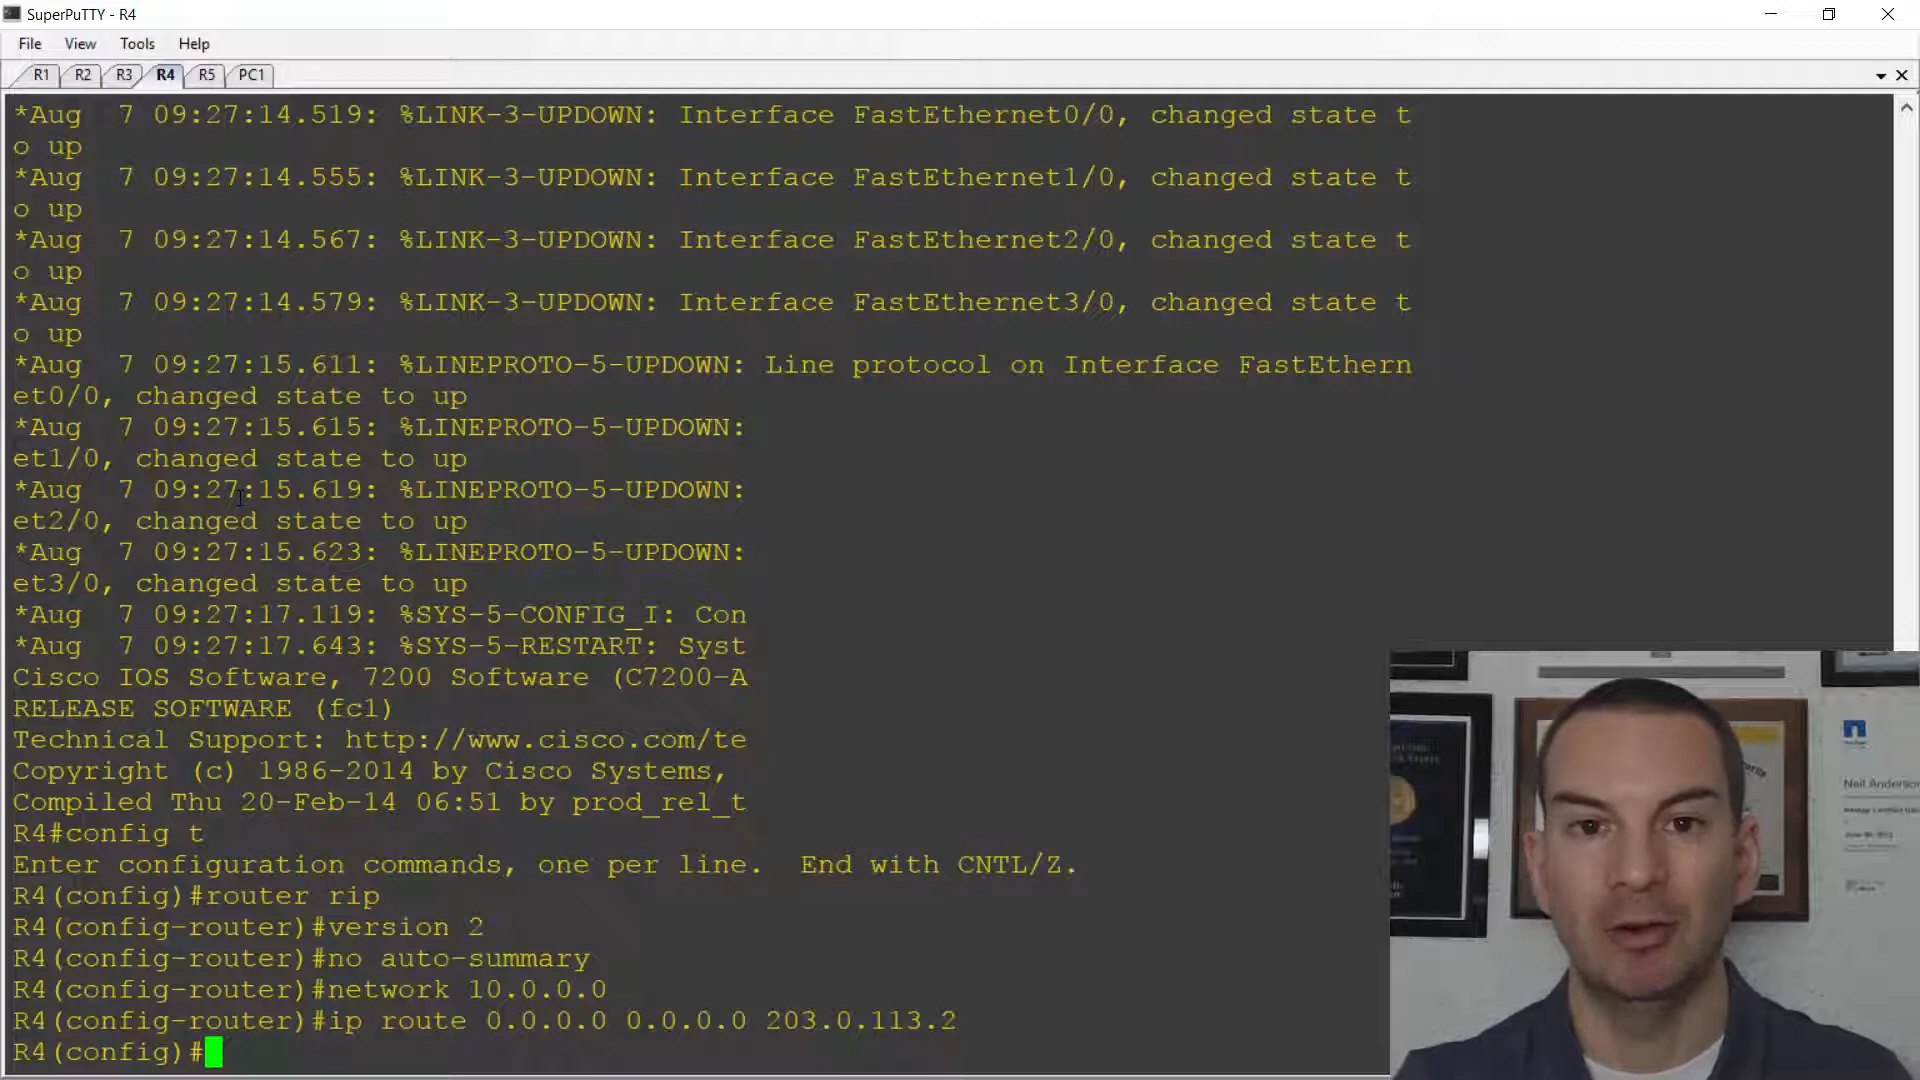 SuperPuTTY - R4
File View Tools Help
R1 R2 R3 R4 R5 PC1
*Aug  7 09:27:14.519: %LINK-3-UPDOWN: Interface FastEthernet0/0, changed state t
o up
*Aug  7 09:27:14.555: %LINK-3-UPDOWN: Interface FastEthernet1/0, changed state t
o up
*Aug  7 09:27:14.567: %LINK-3-UPDOWN: Interface FastEthernet2/0, changed state t
o up
*Aug  7 09:27:14.579: %LINK-3-UPDOWN: Interface FastEthernet3/0, changed state t
o up
*Aug  7 09:27:15.611: %LINEPROTO-5-UPDOWN: Line protocol on Interface FastEthern
et0/0, changed state to up
*Aug  7 09:27:15.615: %LINEPROTO-5-UPDOWN:
et1/0, changed state to up
*Aug  7 09:27:15.619: %LINEPROTO-5-UPDOWN:
et2/0, changed state to up
*Aug  7 09:27:15.623: %LINEPROTO-5-UPDOWN:
et3/0, changed state to up
*Aug  7 09:27:17.119: %SYS-5-CONFIG_I: Con
*Aug  7 09:27:17.643: %SYS-5-RESTART: Syst
Cisco IOS Software, 7200 Software (C7200-A
RELEASE SOFTWARE (fc1)
Technical Support: http://www.cisco.com/te
Copyright (c) 1986-2014 by Cisco Systems,
Compiled Thu 20-Feb-14 06:51 by prod_rel_t
R4#config t
Enter configuration commands, one per line.  End with CNTL/Z.
R4(config)#router rip
R4(config-router)#version 2
R4(config-router)#no auto-summary
R4(config-router)#network 10.0.0.0
R4(config-router)#ip route 0.0.0.0 0.0.0.0 203.0.113.2
R4(config)#
Neil Anderson